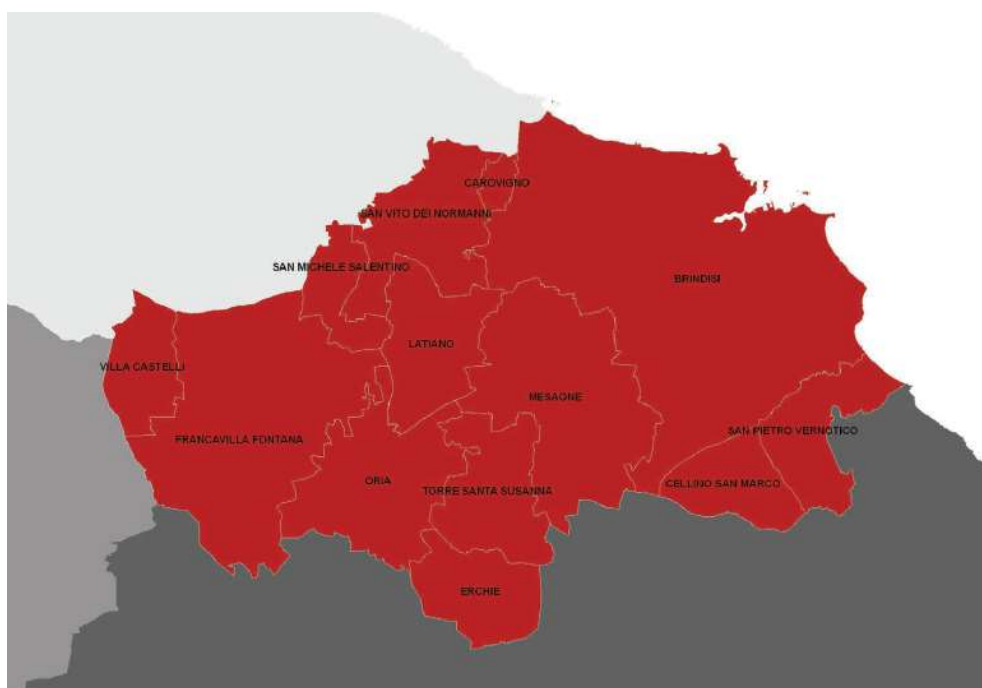 CAROVIGNO
SAN VITO DEI NORMANNI
SAN MICHELE SALENTINO
BRINDISI
LATIANO
VILLA CASTELLI
MESAGNE
SAN PIETRO VERNOTICO
FRANCAVILLA FONTANA
ORIA
CELLINO SAN MARCO
TORRE SANTA SUSANNA
ERCHIE